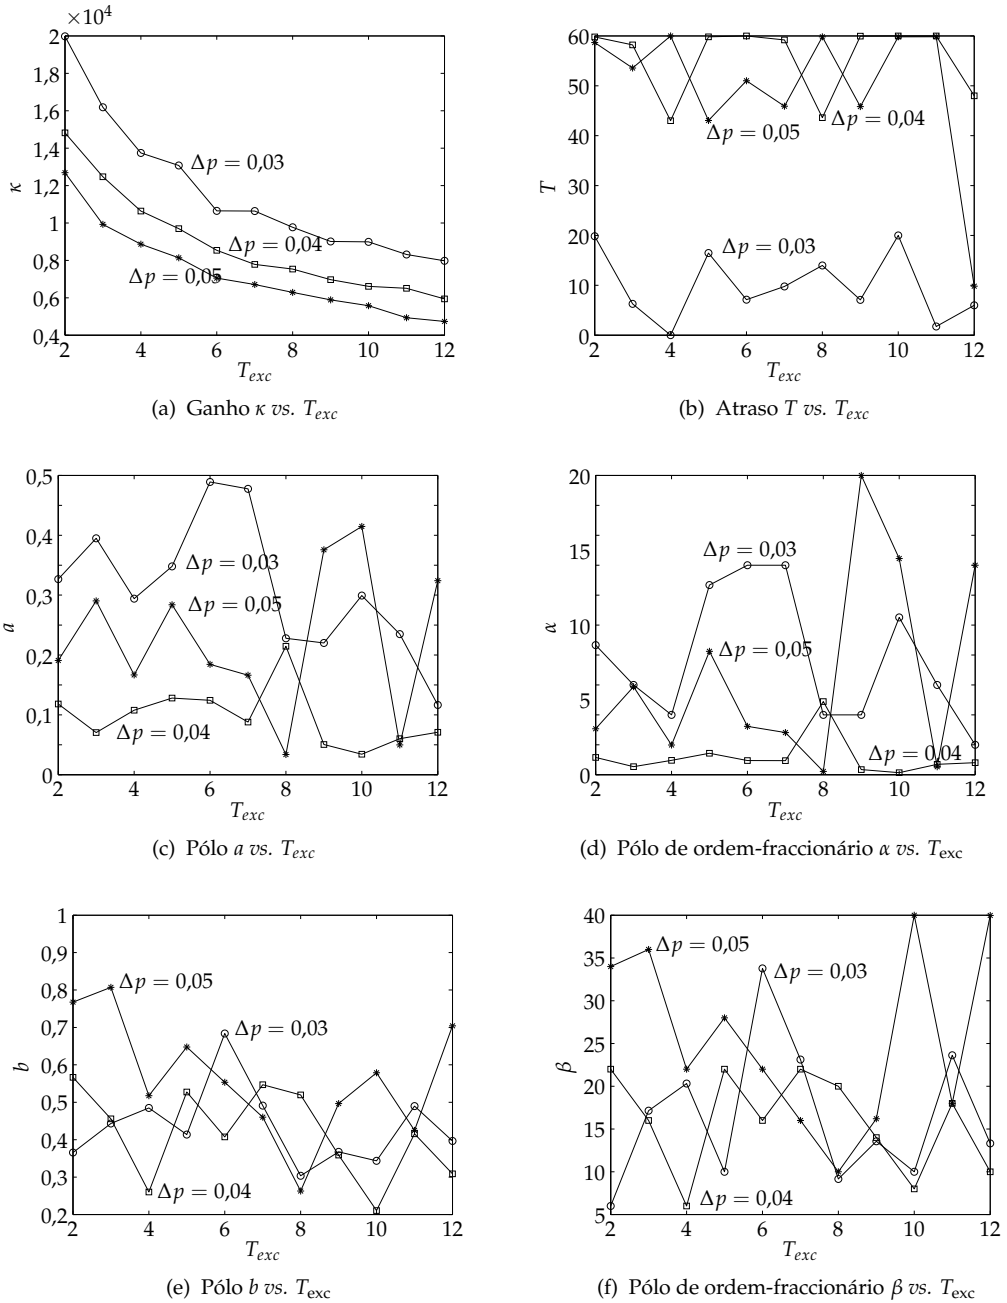 ×10⁴
2
1,8
1,6
1,4
1,2
1
0,8
0,6
0,4
κ
Δp = 0,03
Δp = 0,04
Δp = 0,05
2 4 6 8 10 12
T_exc
(a) Ganho κ vs. T_exc
60
50
40
30
20
10
0
T
Δp = 0,05
Δp = 0,04
Δp = 0,03
2 4 6 8 10 12
T_exc
(b) Atraso T vs. T_exc
0,5
0,4
0,3
0,2
0,1
0
a
Δp = 0,03
Δp = 0,05
Δp = 0,04
2 4 6 8 10 12
T_exc
(c) Pólo a vs. T_exc
20
15
10
5
0
α
Δp = 0,03
Δp = 0,05
Δp = 0,04
2 4 6 8 10 12
T_exc
(d) Pólo de ordem-fraccionário α vs. T_exc
1
0,9
0,8
0,7
0,6
0,5
0,4
0,3
0,2
b
Δp = 0,05
Δp = 0,03
Δp = 0,04
2 4 6 8 10 12
T_exc
(e) Pólo b vs. T_exc
40
35
30
25
20
15
10
5
β
Δp = 0,05
Δp = 0,03
Δp = 0,04
2 4 6 8 10 12
T_exc
(f) Pólo de ordem-fraccionário β vs. T_exc